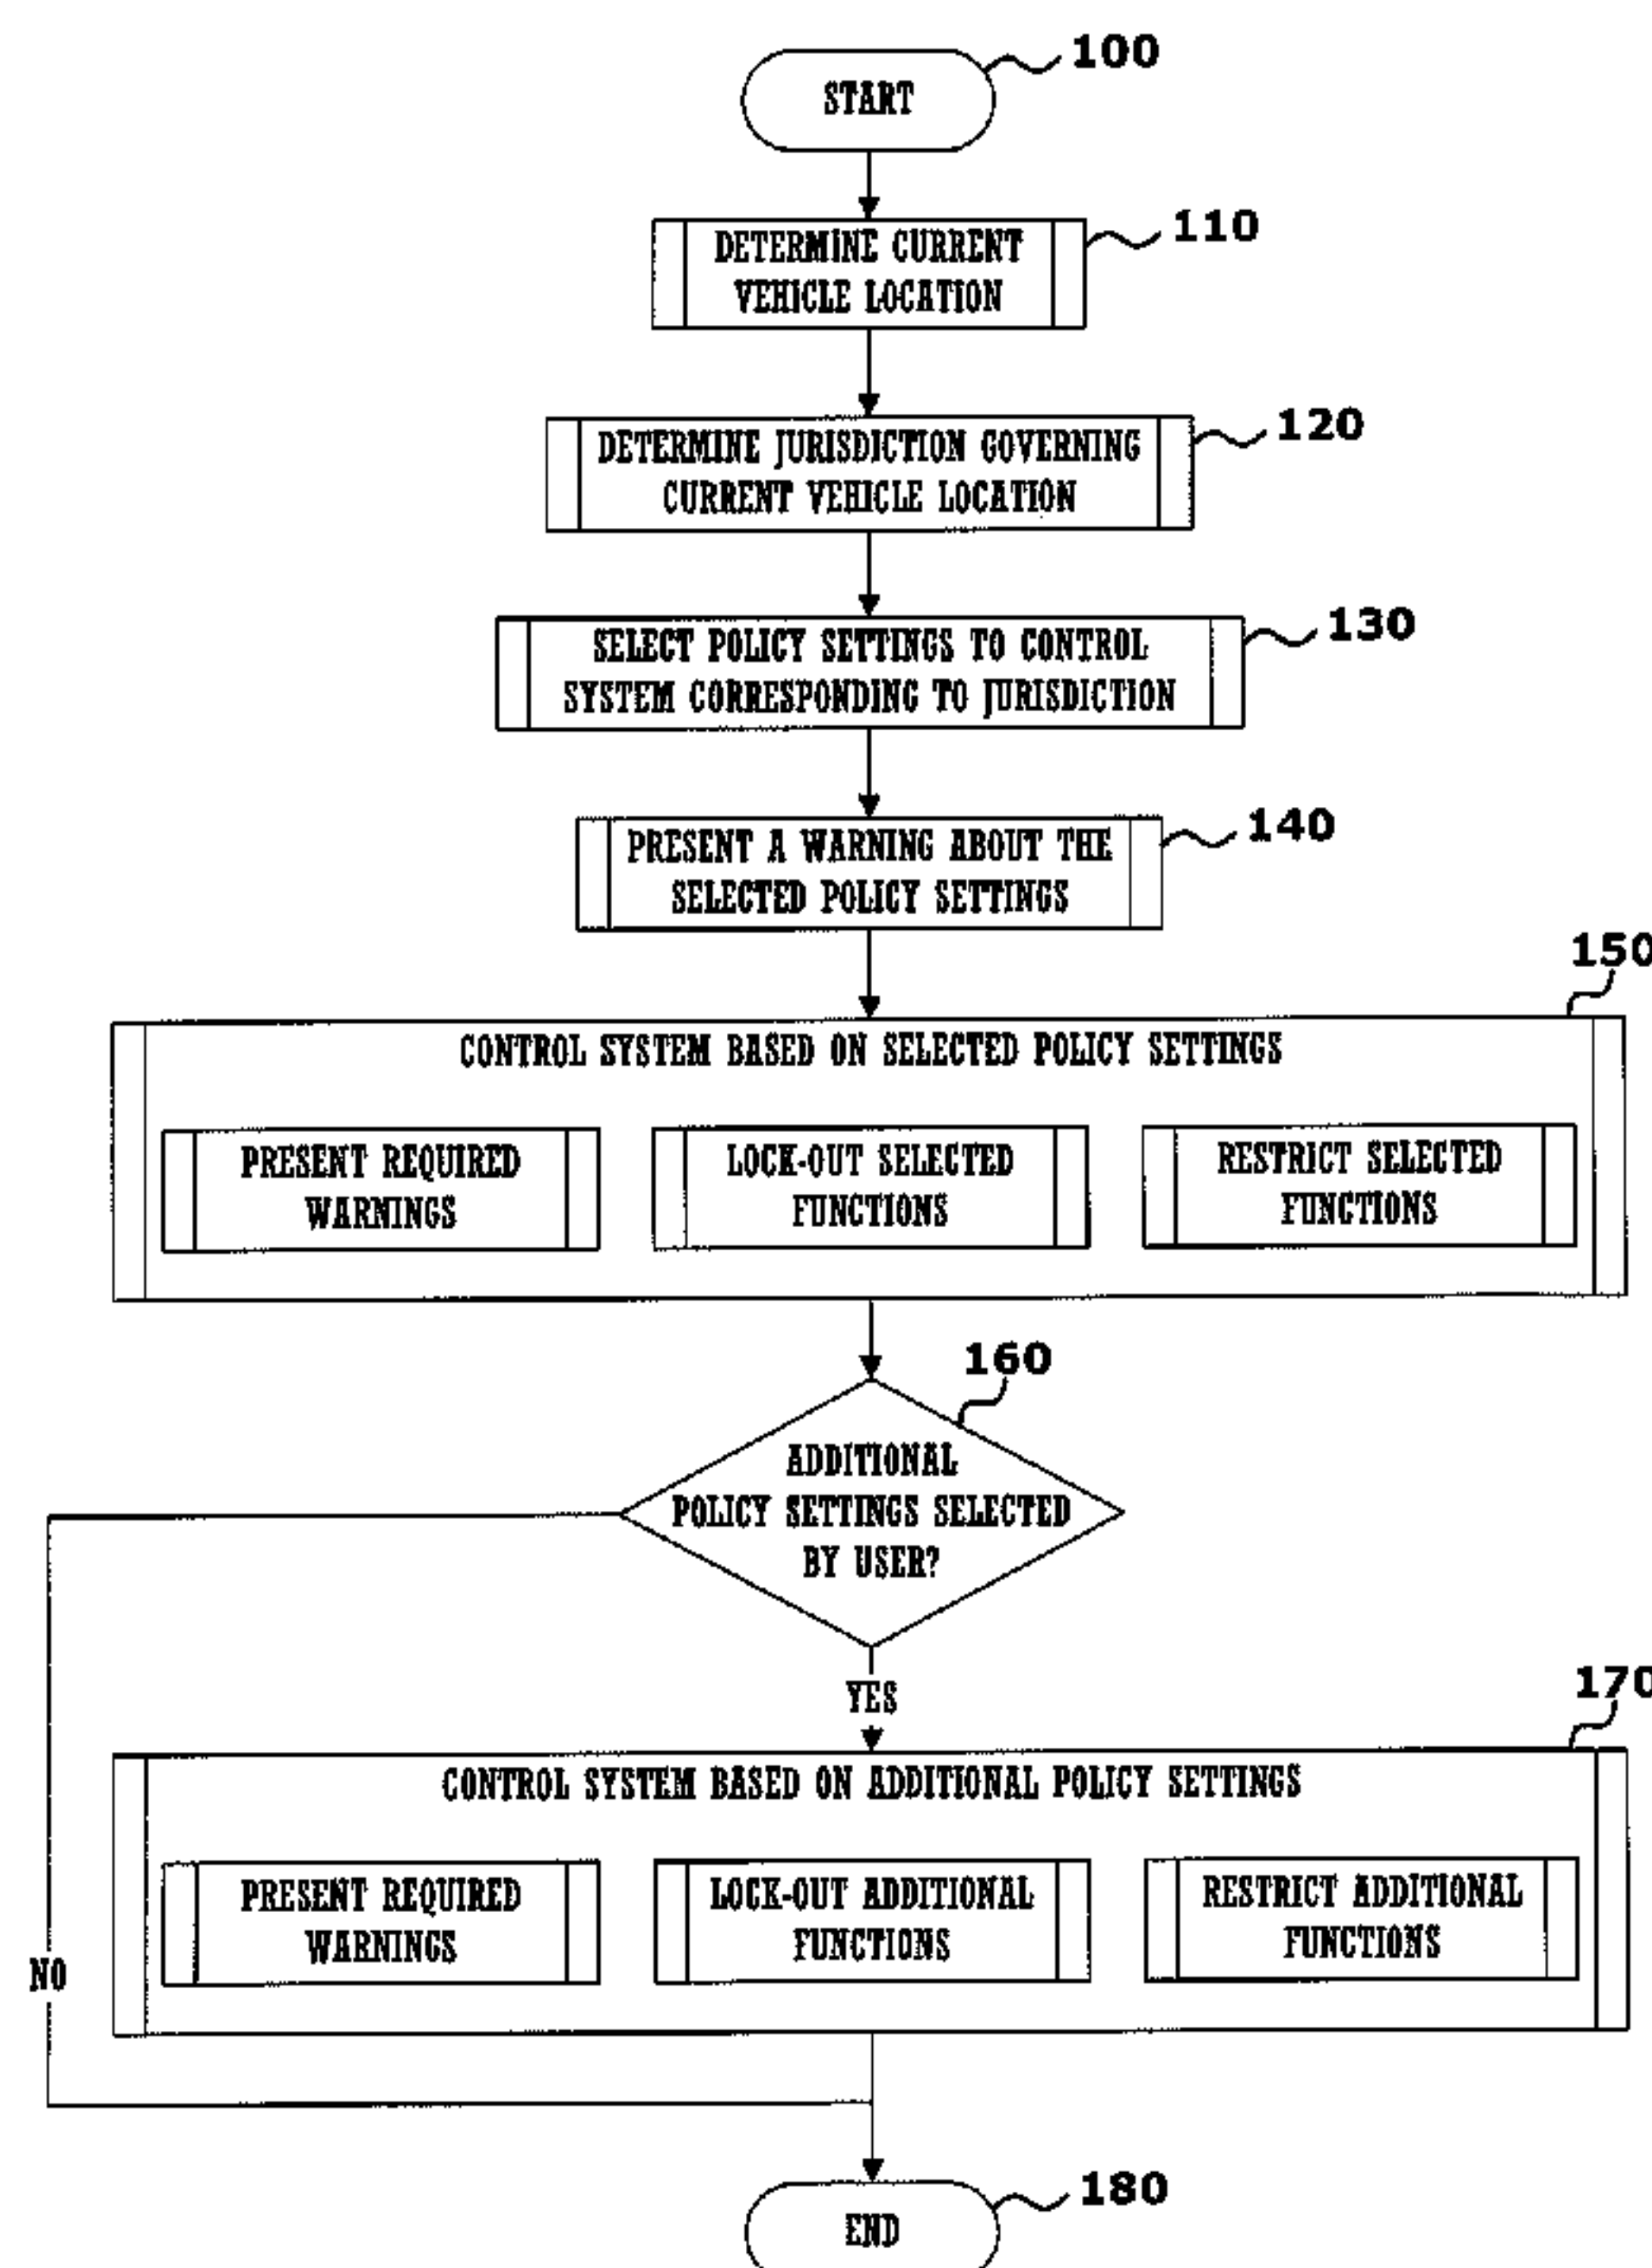 100
START
110
DETERMINE CURRENT
VEHICLE LOCATION
120
DETERMINE JURISDICTION GOVERNING
CURRENT VEHICLE LOCATION
130
SELECT POLICY SETTINGS TO CONTROL
SYSTEM CORRESPONDING TO JURISDICTION
140
PRESENT A WARNING ABOUT THE
SELECTED POLICY SETTINGS
150
CONTROL SYSTEM BASED ON SELECTED POLICY SETTINGS
PRESENT REQUIRED
WARNINGS
LOCK-OUT SELECTED
FUNCTIONS
RESTRICT SELECTED
FUNCTIONS
160
ADDITIONAL
POLICY SETTINGS SELECTED
BY USER?
YES
170
CONTROL SYSTEM BASED ON ADDITIONAL POLICY SETTINGS
PRESENT REQUIRED
WARNINGS
LOCK-OUT ADDITIONAL
FUNCTIONS
RESTRICT ADDITIONAL
FUNCTIONS
NO
180
END